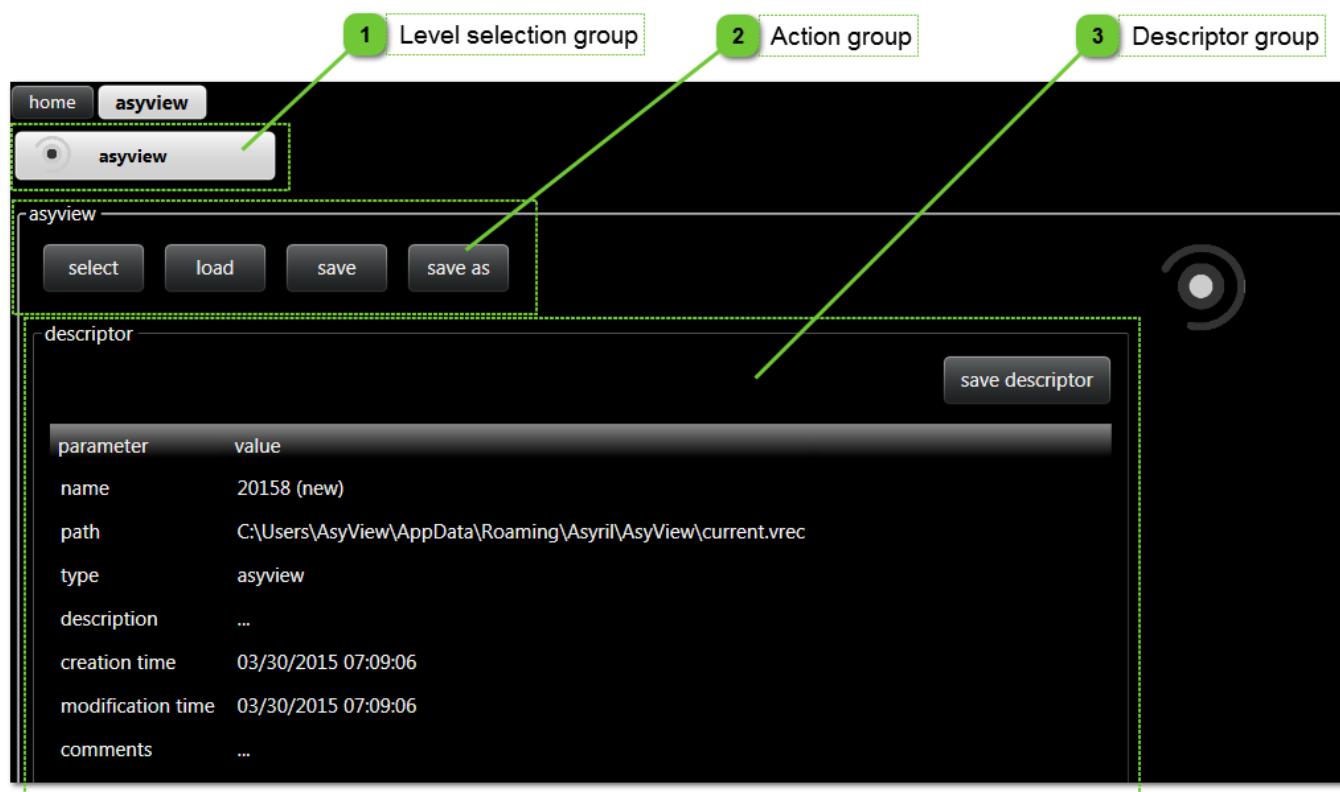 1 Level selection group 2 Action group 3 Descriptor group
home asyview
asyview
asyview
select load save save as
descriptor
save descriptor
parameter value
name 20158 (new)
path C:\Users\AsyView\AppData\Roaming\Asyril\AsyView\current.vrec
type asyview
description ...
creation time 03/30/2015 07:09:06
modification time 03/30/2015 07:09:06
comments ...